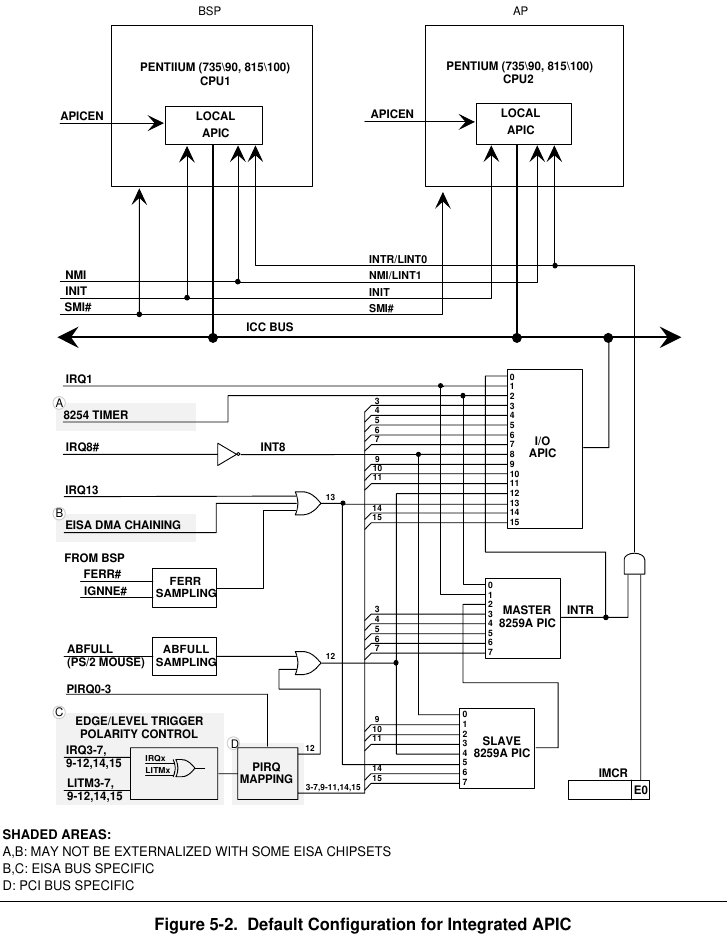 BSP
AP
PENTIIUM (735\90, 815\100)
CPU1
PENTIUM (735\90, 815\100)
CPU2
APICEN
LOCAL
APIC
APICEN
LOCAL
APIC
INTR/LINT0
NMI
NMI/LINT1
INIT
INIT
SMI#
SMI#
ICC BUS
IRQ1
A
8254 TIMER
IRQ8#
INT8
IRQ13
13
B
EISA DMA CHAINING
3
4
5
6
7
9
10
11
14
15
0
1
2
3
4
5
6
7
8
9
10
11
12
13
14
15
I/O
APIC
FROM BSP
FERR#
IGNNE#
FERR
SAMPLING
3
4
5
6
7
0
1
2
3
4
5
6
7
MASTER
8259A PIC
INTR
ABFULL
(PS/2 MOUSE)
ABFULL
SAMPLING
12
PIRQ0-3
C
EDGE/LEVEL TRIGGER
POLARITY CONTROL
IRQ3-7,
9-12,14,15
LITM3-7,
9-12,14,15
IRQx
LITMx
D
PIRQ
MAPPING
12
3-7,9-11,14,15
9
10
11
14
15
0
1
2
3
4
5
6
7
SLAVE
8259A PIC
IMCR
E0
SHADED AREAS:
A,B: MAY NOT BE EXTERNALIZED WITH SOME EISA CHIPSETS
B,C: EISA BUS SPECIFIC
D: PCI BUS SPECIFIC
Figure 5-2. Default Configuration for Integrated APIC